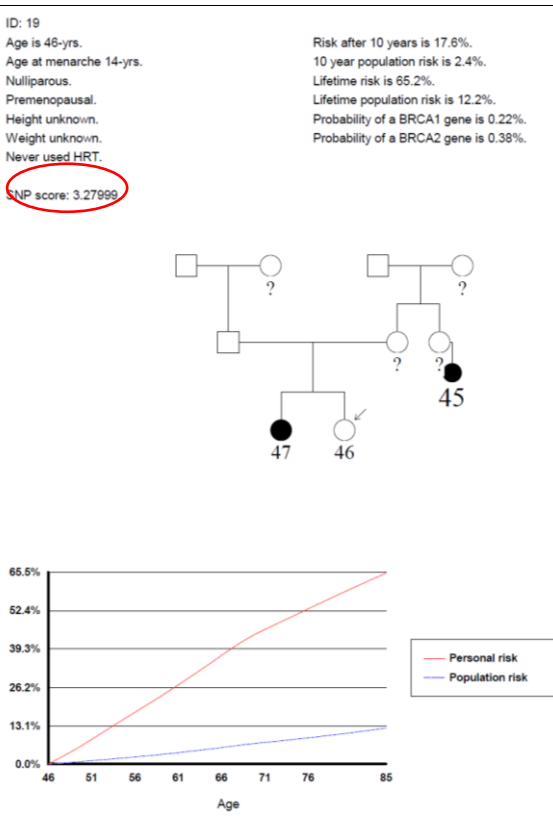 ID: 19
Age is 46-yrs.
Age at menarche 14-yrs.
Nulliparous.
Premenopausal.
Height unknown.
Weight unknown.
Never used HRT.
SNP score: 3.27999
Risk after 10 years is 17.6%.
10 year population risk is 2.4%.
Lifetime risk is 65.2%.
Lifetime population risk is 12.2%.
Probability of a BRCA1 gene is 0.22%.
Probability of a BRCA2 gene is 0.38%.
? ?
? ?
45
47 46
65.5%
52.4%
39.3%
26.2%
13.1%
0.0%
46 51 56 61 66 71 76 85
Age
Personal risk
Population risk